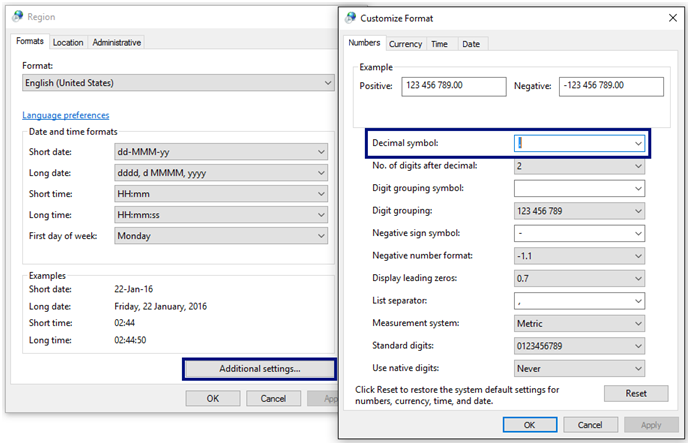 Region
Formats Location Administrative
Format:
English (United States)
Language preferences
Date and time formats
Short date: dd-MMM-yy
Long date: dddd, d MMMM, yyyy
Short time: HH:mm
Long time: HH:mm:ss
First day of week: Monday
Examples
Short date: 22-Jan-16
Long date: Friday, 22 January, 2016
Short time: 02:44
Long time: 02:44:50
Additional settings...
OK Cancel
Customize Format
Numbers Currency Time Date
Example
Positive: 123 456 789.00 Negative: -123 456 789.00
Decimal symbol: .
No. of digits after decimal: 2
Digit grouping symbol:
Digit grouping: 123 456 789
Negative sign symbol: -
Negative number format: -1.1
Display leading zeros: 0.7
List separator: ,
Measurement system: Metric
Standard digits: 0123456789
Use native digits: Never
Click Reset to restore the system default settings for
numbers, currency, time, and date.
Reset
OK Cancel Apply